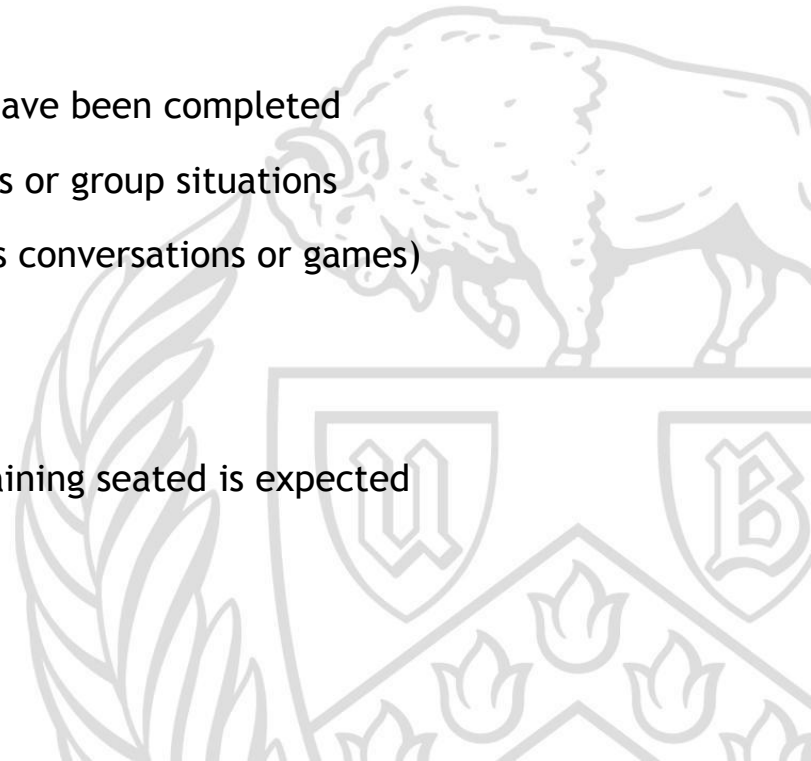 ave been completed
s or group situations
s conversations or games)
aining seated is expected
U B